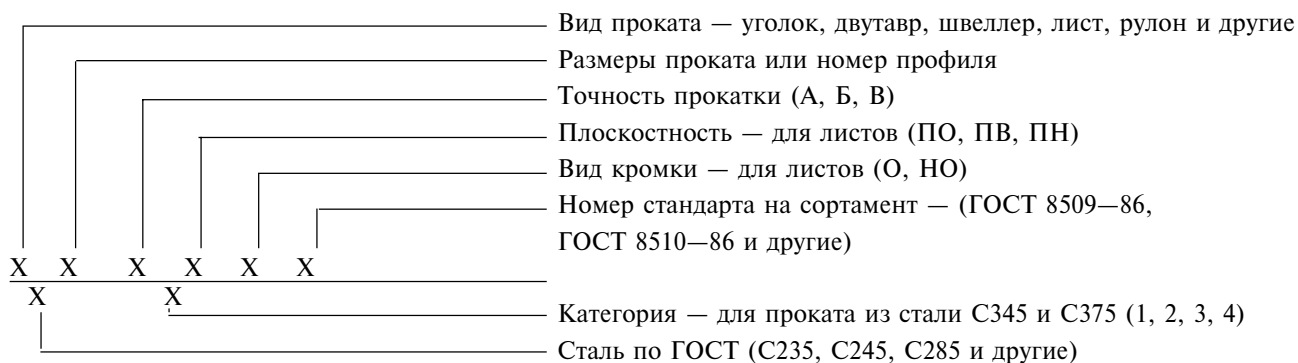 Вид проката — уголок, двутавр, швеллер, лист, рулон и другие
Размеры проката или номер профиля
Точность прокатки (А, Б, В)
Плоскостность — для листов (ПО, ПВ, ПН)
Вид кромки — для листов (О, НО)
Номер стандарта на сортамент — (ГОСТ 8509—86,
ГОСТ 8510—86 и другие)
Х Х Х Х Х Х
Х Х
Категория — для проката из стали С345 и С375 (1, 2, 3, 4)
Сталь по ГОСТ (С235, С245, С285 и другие)